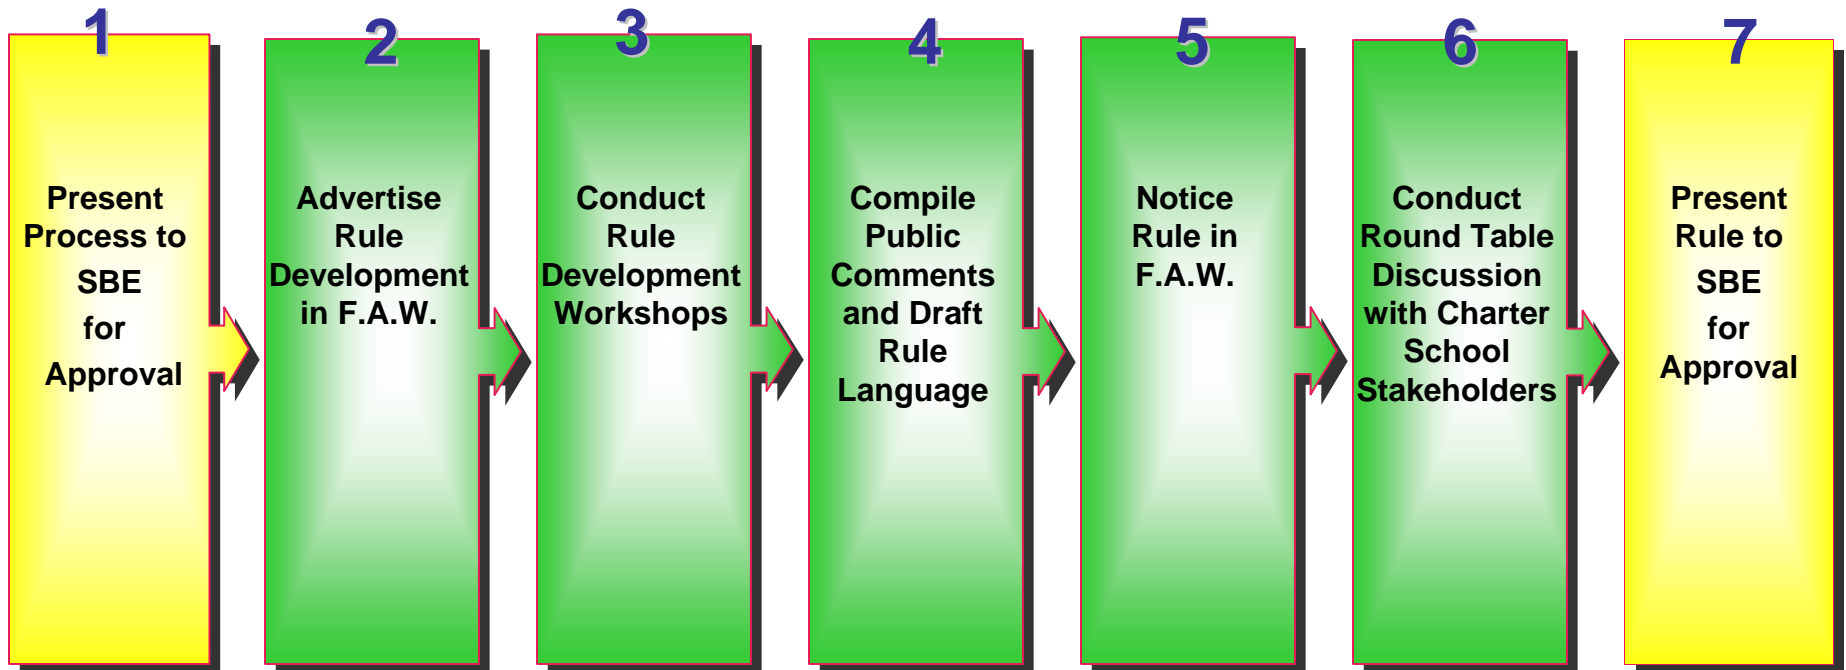 1
Present
Process to
SBE
for
Approval
2
Advertise
Rule
Development
in F.A.W.
3
Conduct
Rule
Development
Workshops
4
Compile
Public
Comments
and Draft
Rule
Language
5
Notice
Rule in
F.A.W.
6
Conduct
Round Table
Discussion
with Charter
School
Stakeholders
7
Present
Rule to
SBE
for
Approval